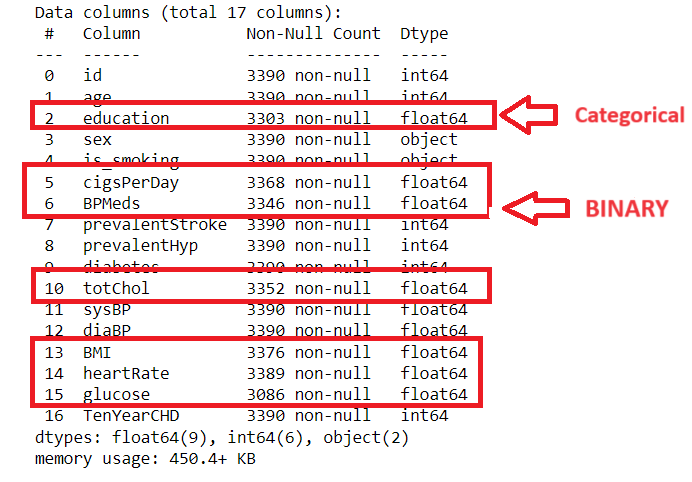 Data columns (total 17 columns):
#   Column           Non-Null Count  Dtype
---  ------           --------------  -----
0   id               3390 non-null   int64
1   age              3390 non-null   int64
2   education        3303 non-null   float64
Categorical
3   sex              3390 non-null   object
4   is_smoking       3390 non-null   object
5   cigsPerDay       3368 non-null   float64
6   BPMeds           3346 non-null   float64
BINARY
7   prevalentStroke  3390 non-null   int64
8   prevalentHyp     3390 non-null   int64
9   diabetes         3390 non-null   int64
10  totChol          3352 non-null   float64
11  sysBP            3390 non-null   float64
12  diaBP            3390 non-null   float64
13  BMI              3376 non-null   float64
14  heartRate        3389 non-null   float64
15  glucose          3086 non-null   float64
16  TenYearCHD       3390 non-null   int64
dtypes: float64(9), int64(6), object(2)
memory usage: 450.4+ KB